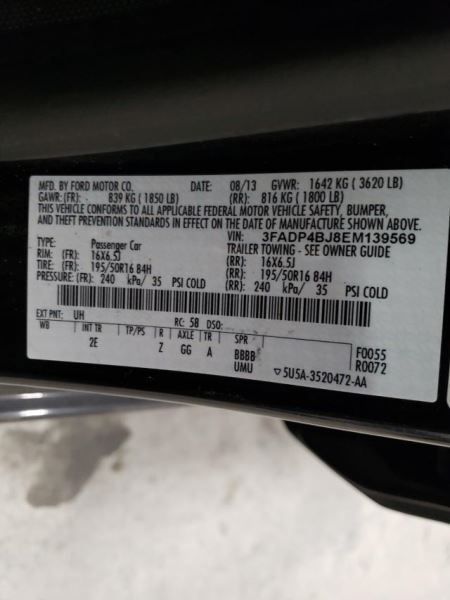 MFD. BY FORD MOTOR CO. DATE: 08/13 GVWR: 1642 KG ( 3620 LB)
GAWR:(FR): 839 KG ( 1850 LB) (RR): 816 KG ( 1800 LB)
THIS VEHICLE CONFORMS TO ALL APPLICABLE FEDERAL MOTOR VEHICLE SAFETY, BUMPER,
AND THEFT PREVENTION STANDARDS IN EFFECT ON THE DATE OF MANUFACTURE SHOWN ABOVE.
VIN: 3FADP4BJ8EM139569
TYPE: Passenger Car TRAILER TOWING - SEE OWNER GUIDE
RIM: (FR): 16X6.5J (RR): 16X6.5J
TIRE: (FR): 195/50R16 84H (RR): 195/50R16 84H
PRESSURE:(FR): 240 kPa/ 35 PSI COLD (RR): 240 kPa/ 35 PSI COLD
EXT PNT: UH RC: 58 DSO:
WB INT TR TP/PS R AXLE TR SPR
2E Z GG A BBBB F0055
UMU R0072
▽5U5A-3520472-AA